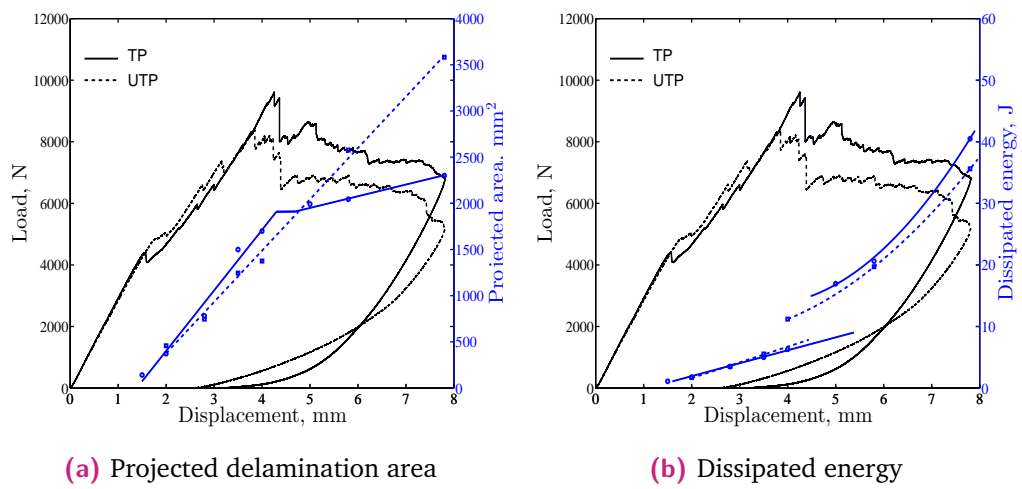 12000
10000
8000
6000
4000
2000
0
Load, N
TP
UTP
4000
3500
3000
2500
2000
1500
1000
500
0
Projected area. mm²
0 1 2 3 4 5 6 7 8
Displacement, mm
(a) Projected delamination area
12000
10000
8000
6000
4000
2000
0
Load, N
TP
UTP
60
50
40
30
20
10
0
Dissipated energy, J
0 1 2 3 4 5 6 7 8
Displacement, mm
(b) Dissipated energy